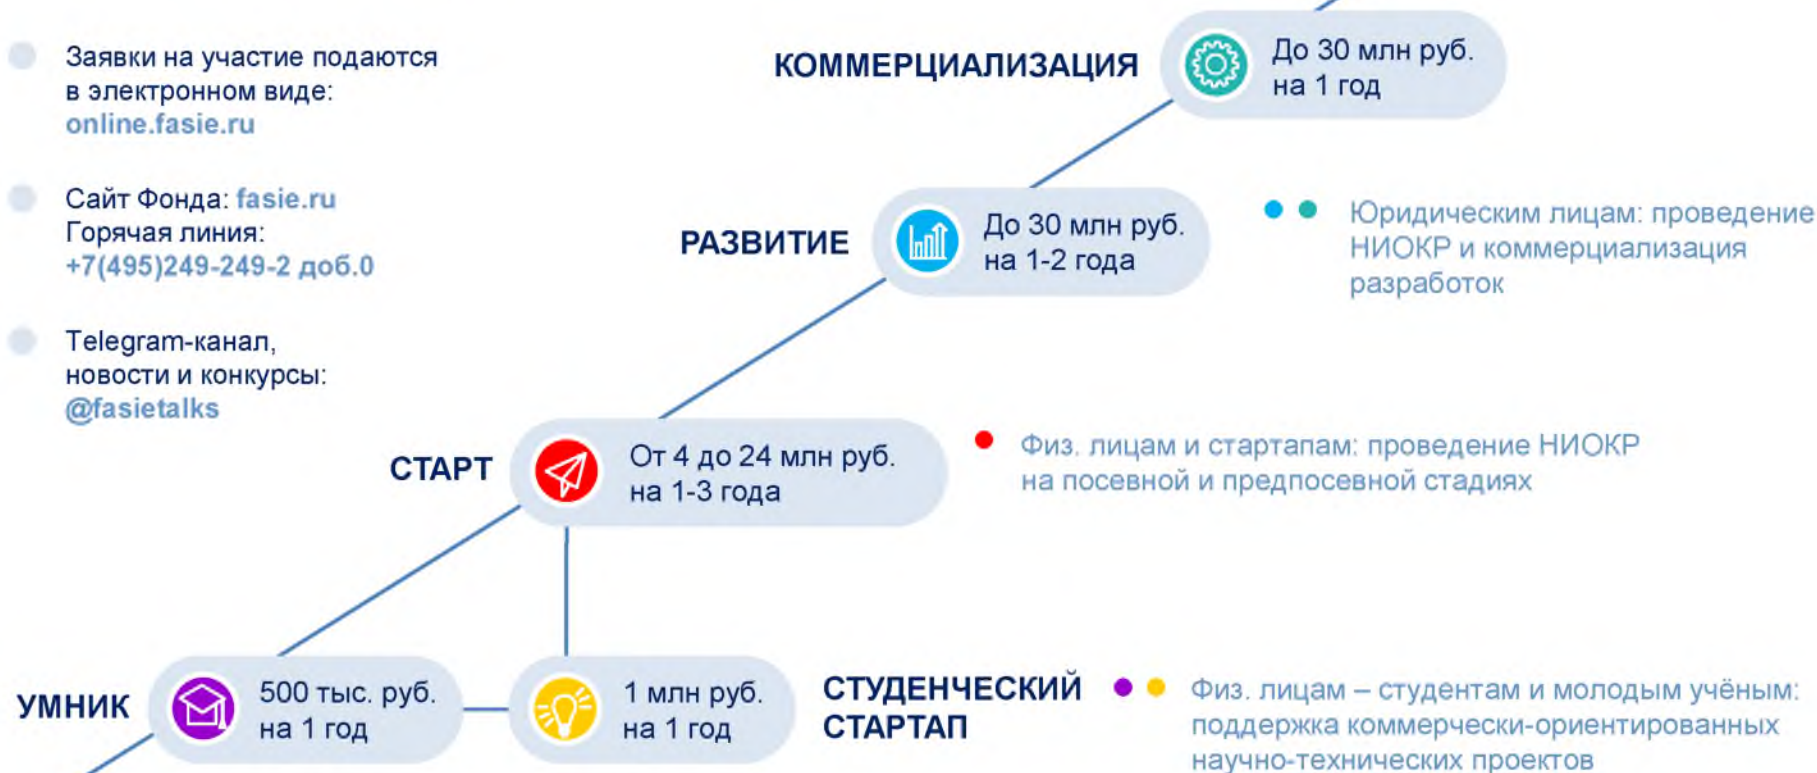 Заявки на участие подаются
в электронном виде:
online.fasie.ru
Сайт Фонда: fasie.ru
Горячая линия:
+7(495)249-249-2 доб.0
Telegram-канал,
новости и конкурсы:
@fasietalks
КОММЕРЦИАЛИЗАЦИЯ
До 30 млн руб.
на 1 год
РАЗВИТИЕ
До 30 млн руб.
на 1-2 года
Юридическим лицам: проведение
НИОКР и коммерциализация
разработок
СТАРТ
От 4 до 24 млн руб.
на 1-3 года
Физ. лицам и стартапам: проведение НИОКР
на посевной и предпосевной стадиях
УМНИК
500 тыс. руб.
на 1 год
1 млн руб.
на 1 год
СТУДЕНЧЕСКИЙ
СТАРТАП
Физ. лицам – студентам и молодым учёным:
поддержка коммерчески-ориентированных
научно-технических проектов